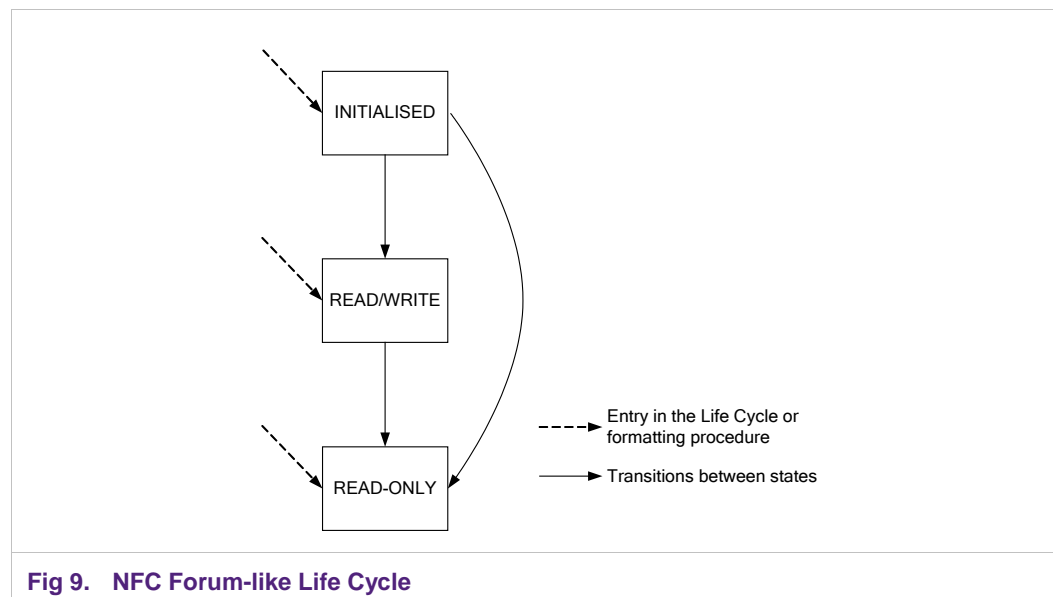 INITIALISED
READ/WRITE
READ-ONLY
Entry in the Life Cycle or
formatting procedure
Transitions between states
Fig 9. NFC Forum-like Life Cycle